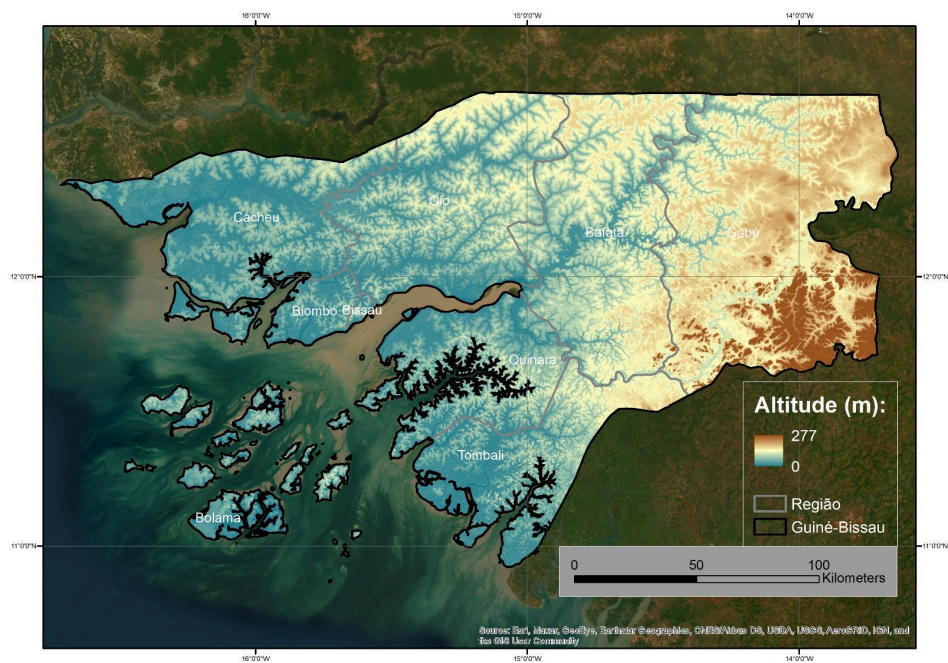 16°0'0"W 15°0'0"W 14°0'0"W
Cacheu
Oio
Bafatá
Gabú
12°0'0"N 12°0'0"N
Biombo Bissau
Quinara
Altitude (m):
277
0
Tombali
Região
Bolama
Guiné-Bissau
11°0'0"N 11°0'0"N
0 50 100
Kilometers
Source: Esri, Maxar, GeoEye, Earthstar Geographics, CNES/Airbus DS, USDA, USGS, AeroGRID, IGN, and
the GIS User Community
16°0'0"W 15°0'0"W 14°0'0"W